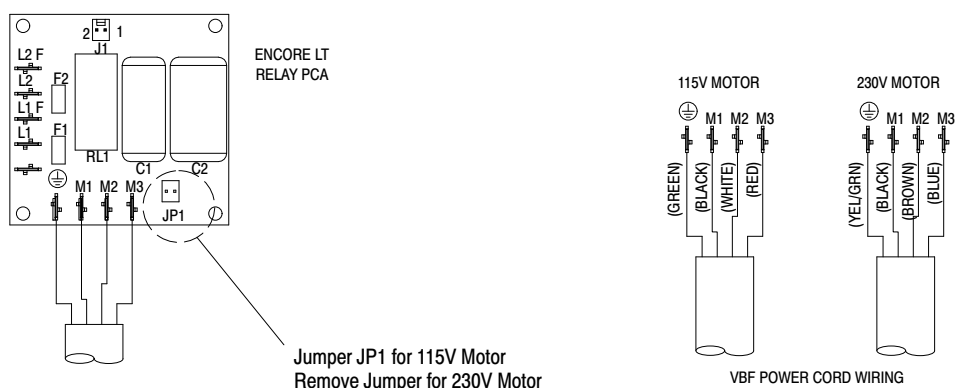 2 1
J1
L2 F
L2
F2
L1 F
L1
F1
RL1
C1
C2
M1 M2 M3
JP1
ENCORE LT
RELAY PCA
Jumper JP1 for 115V Motor
Remove Jumper for 230V Motor
115V MOTOR
M1 M2 M3
(GREEN)
(BLACK)
(WHITE)
(RED)
230V MOTOR
M1 M2 M3
(YEL/GRN)
(BLACK)
(BROWN)
(BLUE)
VBF POWER CORD WIRING